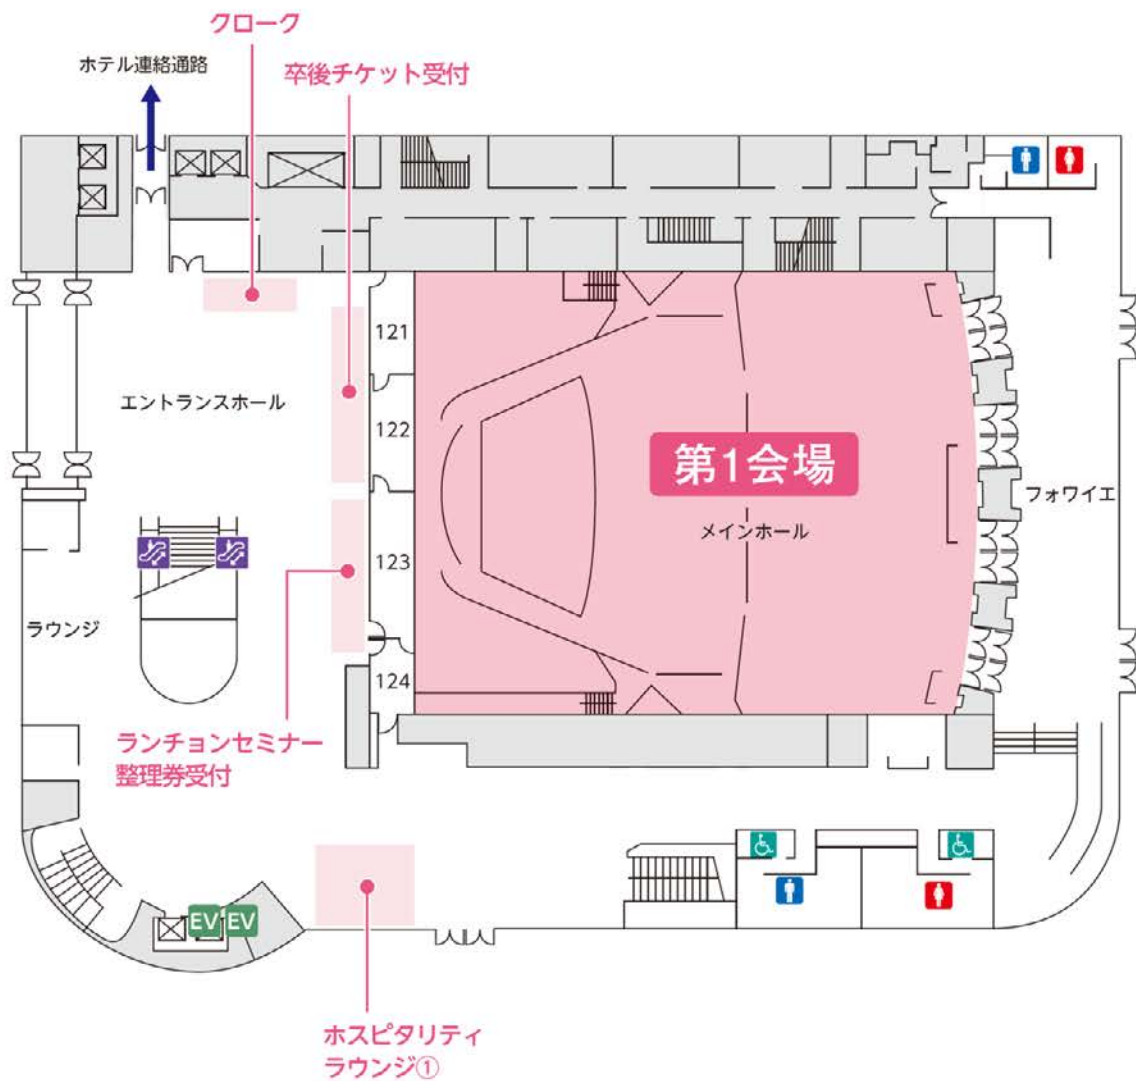 クローク
ホテル連絡通路
卒後チケット受付
121
エントランスホール
122
第1会場
フォワイエ
メインホール
123
ラウンジ
124
ランチョンセミナー
整理券受付
EV EV
ホスピタリティ
ラウンジ①